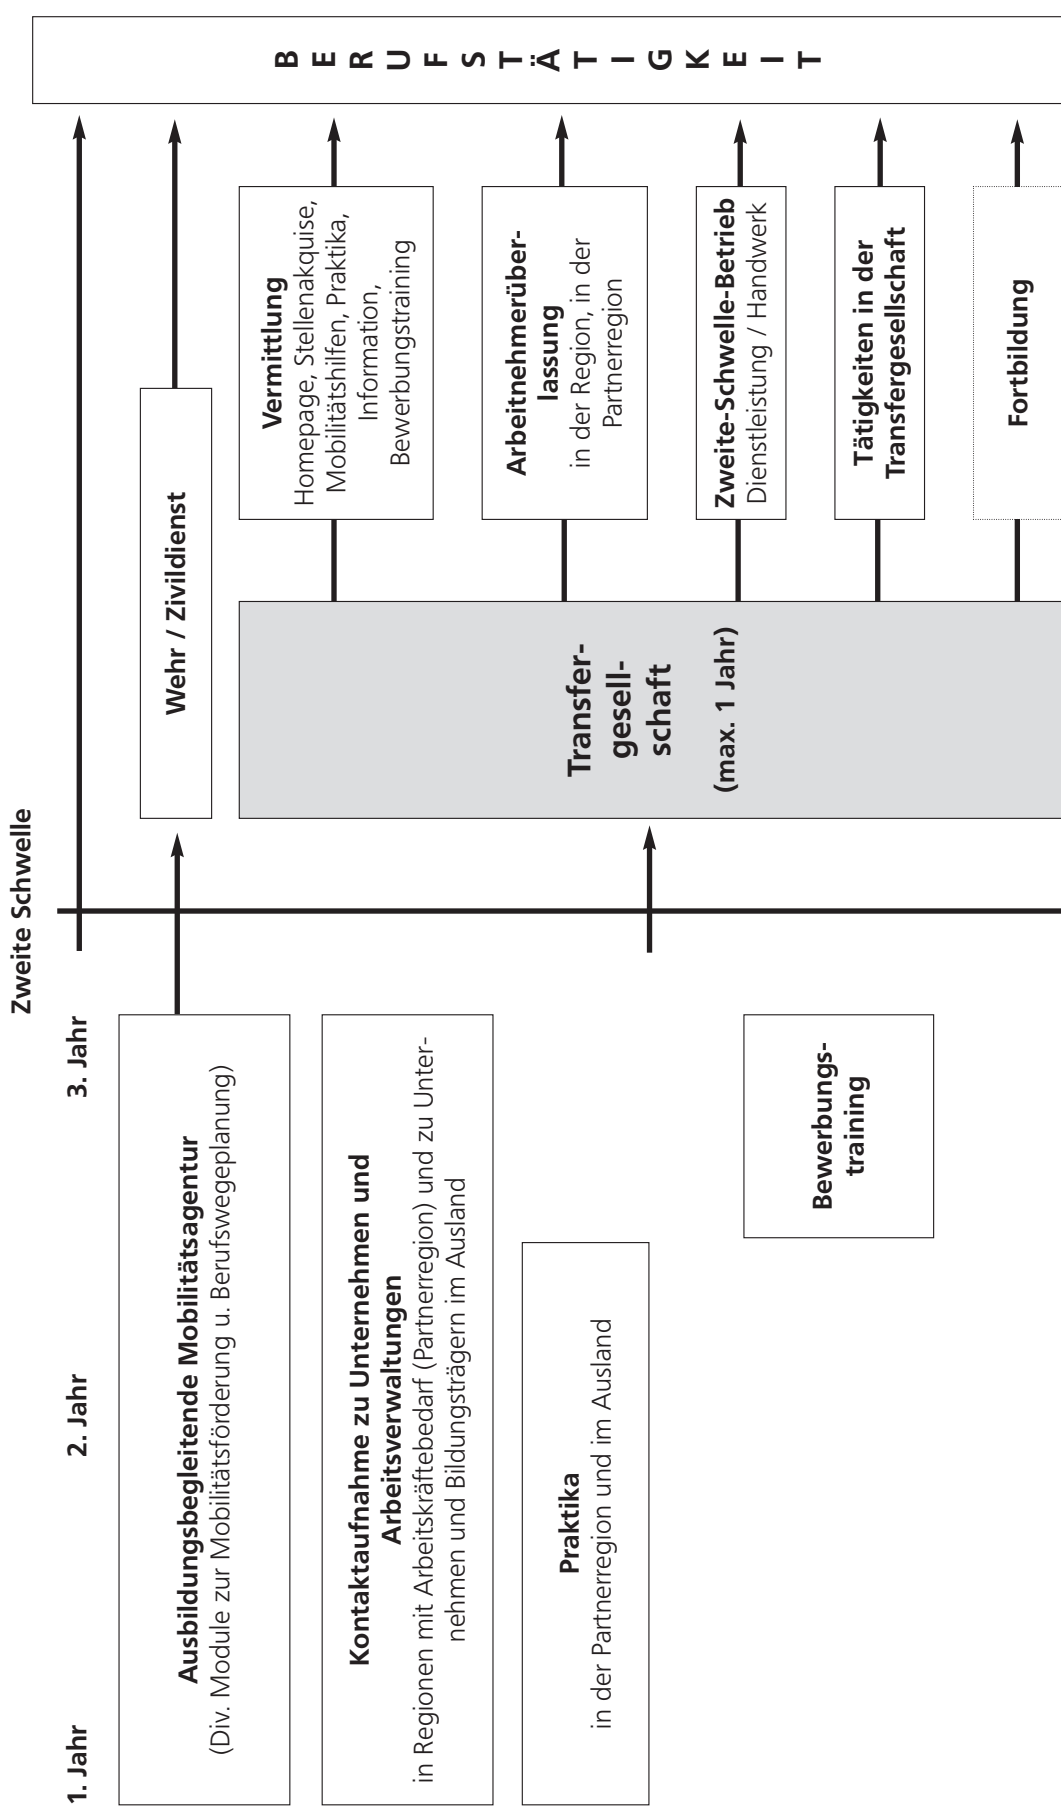 Zweite Schwelle
1. Jahr
2. Jahr
3. Jahr
Ausbildungsbegleitende Mobilitätsagentur
(Div. Module zur Mobilitätsförderung u. Berufswegeplanung)
Kontaktaufnahme zu Unternehmen und
Arbeitsverwaltungen
in Regionen mit Arbeitskräftebedarf (Partnerregion) und zu Unter-
nehmen und Bildungsträgern im Ausland
Praktika
in der Partnerregion und im Ausland
Bewerbungs-
training
Wehr / Zivildienst
Transfer-
gesell-
schaft
(max. 1 Jahr)
Vermittlung
Homepage, Stellenakquise,
Mobilitätshilfen, Praktika,
Information,
Bewerbungstraining
Arbeitnehmerüber-
lassung
in der Region, in der
Partnerregion
Zweite-Schwelle-Betrieb
Dienstleistung / Handwerk
Tätigkeiten in der
Transfergesellschaft
Fortbildung
B
E
R
U
F
S
T
Ä
T
I
G
K
E
I
T